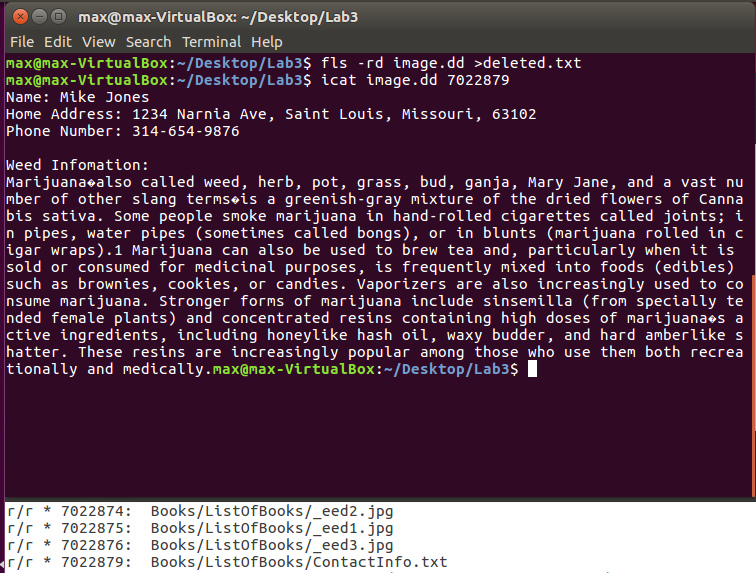 max@max-VirtualBox: ~/Desktop/Lab3
File Edit View Search Terminal Help
max@max-VirtualBox:~/Desktop/Lab3$ fls -rd image.dd >deleted.txt
max@max-VirtualBox:~/Desktop/Lab3$ icat image.dd 7022879
Name: Mike Jones
Home Address: 1234 Narnia Ave, Saint Louis, Missouri, 63102
Phone Number: 314-654-9876
Weed Infomation:
Marijuana�also called weed, herb, pot, grass, bud, ganja, Mary Jane, and a vast nu
mber of other slang terms�is a greenish-gray mixture of the dried flowers of Canna
bis sativa. Some people smoke marijuana in hand-rolled cigarettes called joints; i
n pipes, water pipes (sometimes called bongs), or in blunts (marijuana rolled in c
igar wraps).1 Marijuana can also be used to brew tea and, particularly when it is
sold or consumed for medicinal purposes, is frequently mixed into foods (edibles)
such as brownies, cookies, or candies. Vaporizers are also increasingly used to co
nsume marijuana. Stronger forms of marijuana include sinsemilla (from specially te
nded female plants) and concentrated resins containing high doses of marijuana�s a
ctive ingredients, including honeylike hash oil, waxy budder, and hard amberlike s
hatter. These resins are increasingly popular among those who use them both recrea
tionally and medically.max@max-VirtualBox:~/Desktop/Lab3$
r/r * 7022874: Books/ListOfBooks/_eed2.jpg
r/r * 7022875: Books/ListOfBooks/_eed1.jpg
r/r * 7022876: Books/ListOfBooks/_eed3.jpg
r/r * 7022879: Books/ListOfBooks/ContactInfo.txt